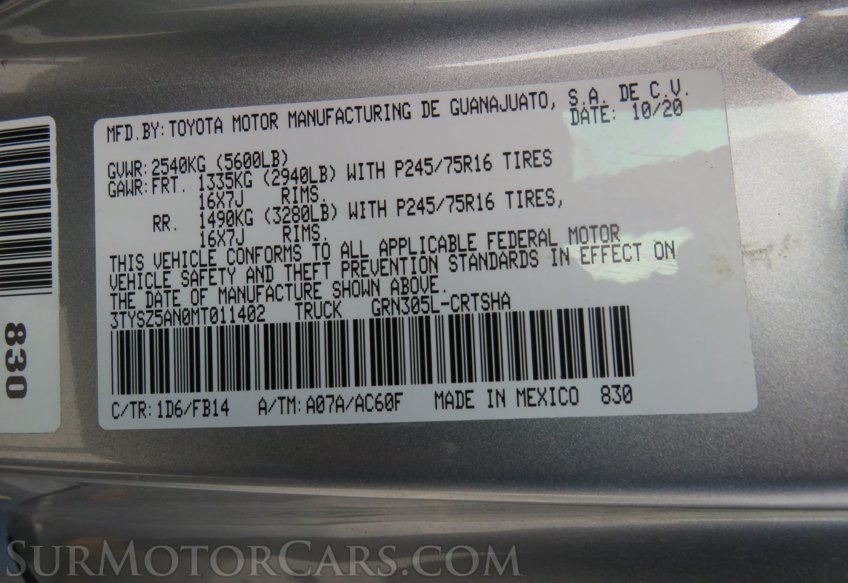 MFD.BY: TOYOTA MOTOR MANUFACTURING DE GUANAJUATO, S.A. DE C.V.
DATE: 10/20
GVWR: 2540KG (5600LB)
GAWR: FRT. 1335KG (2940LB) WITH P245/75R16 TIRES
16X7J RIMS,
RR. 1490KG (3280LB) WITH P245/75R16 TIRES,
16X7J RIMS.
THIS VEHICLE CONFORMS TO ALL APPLICABLE FEDERAL MOTOR
VEHICLE SAFETY AND THEFT PREVENTION STANDARDS IN EFFECT ON
THE DATE OF MANUFACTURE SHOWN ABOVE.
3TYSZ5AN0MT011402 TRUCK GRN305L-CRTSHA
C/TR: 1D6/FB14 A/TM: A07A/AC60F MADE IN MEXICO 830
830
SURMOTORCARS.COM